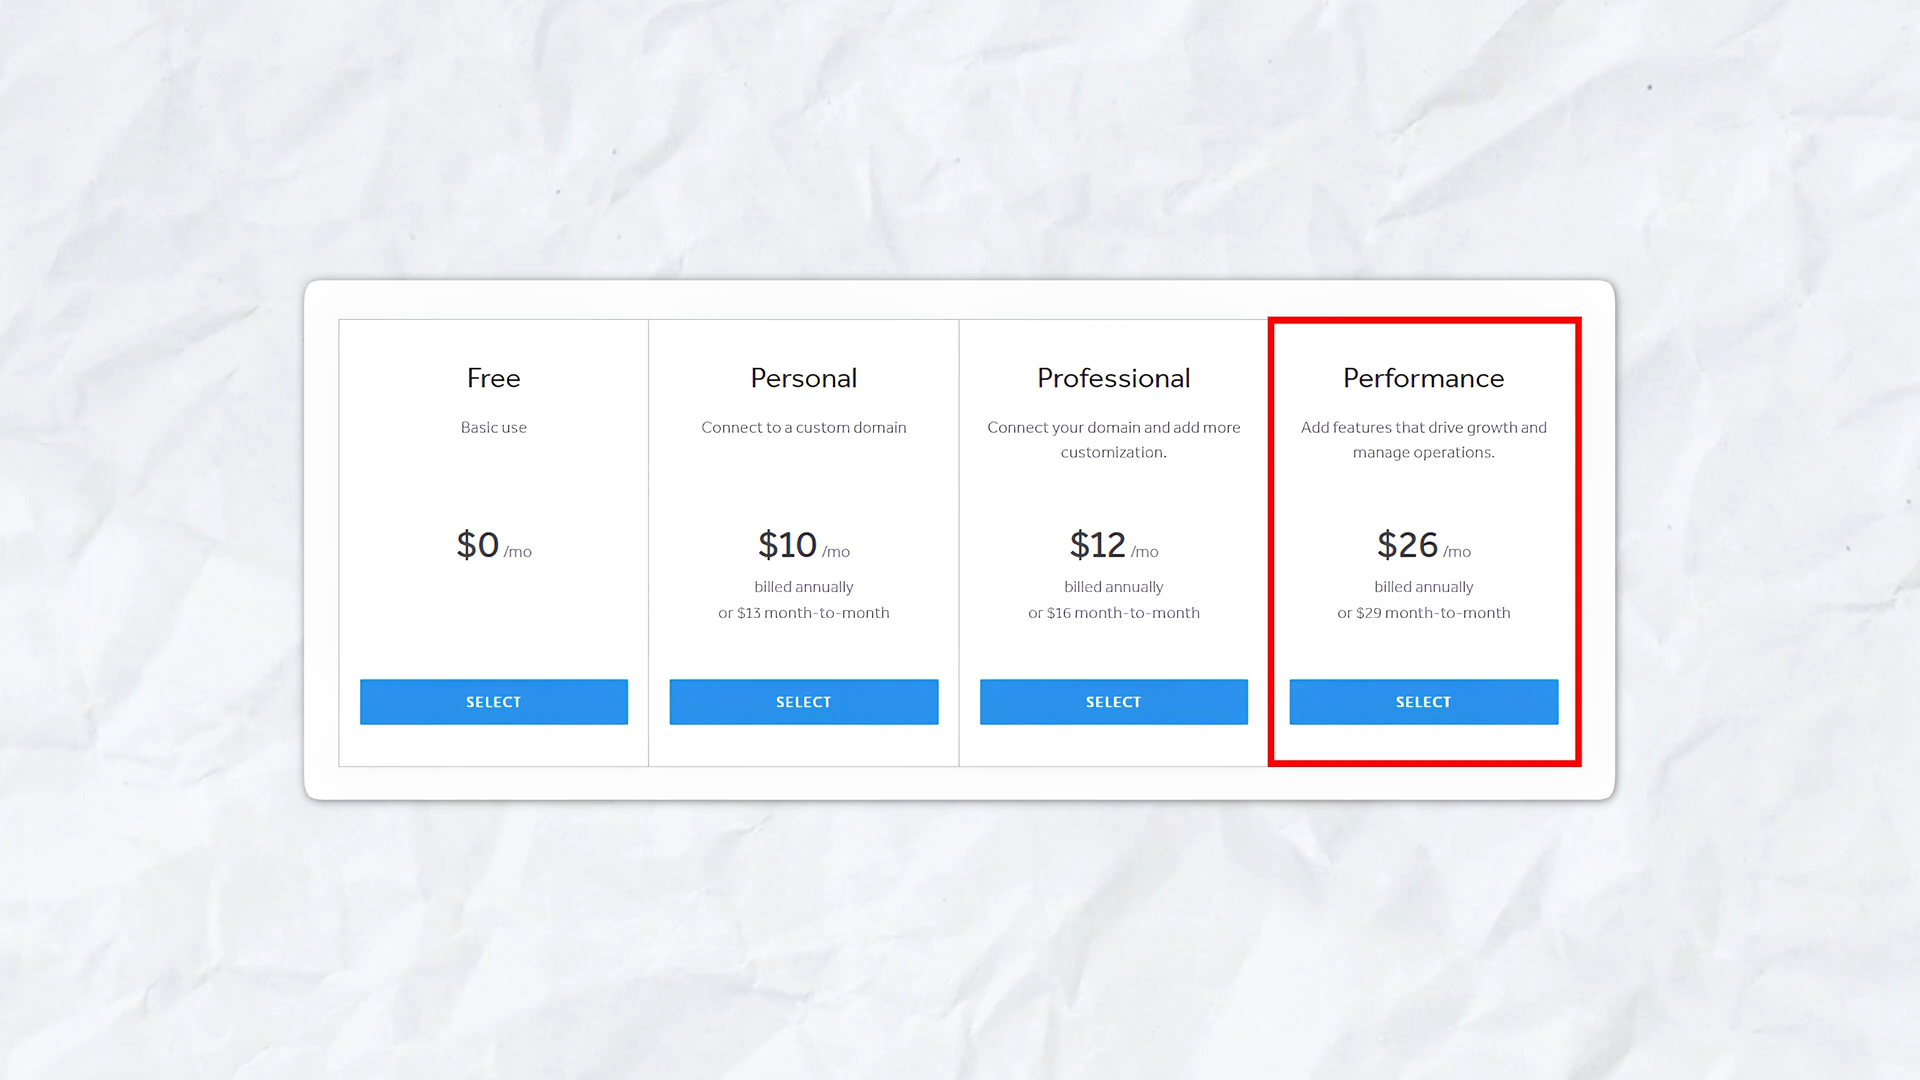 Free
Basic use
$0 /mo
SELECT
Personal
Connect to a custom domain
$10 /mo
billed annually
or $13 month-to-month
SELECT
Professional
Connect your domain and add more
customization.
$12 /mo
billed annually
or $16 month-to-month
SELECT
Performance
Add features that drive growth and
manage operations.
$26 /mo
billed annually
or $29 month-to-month
SELECT